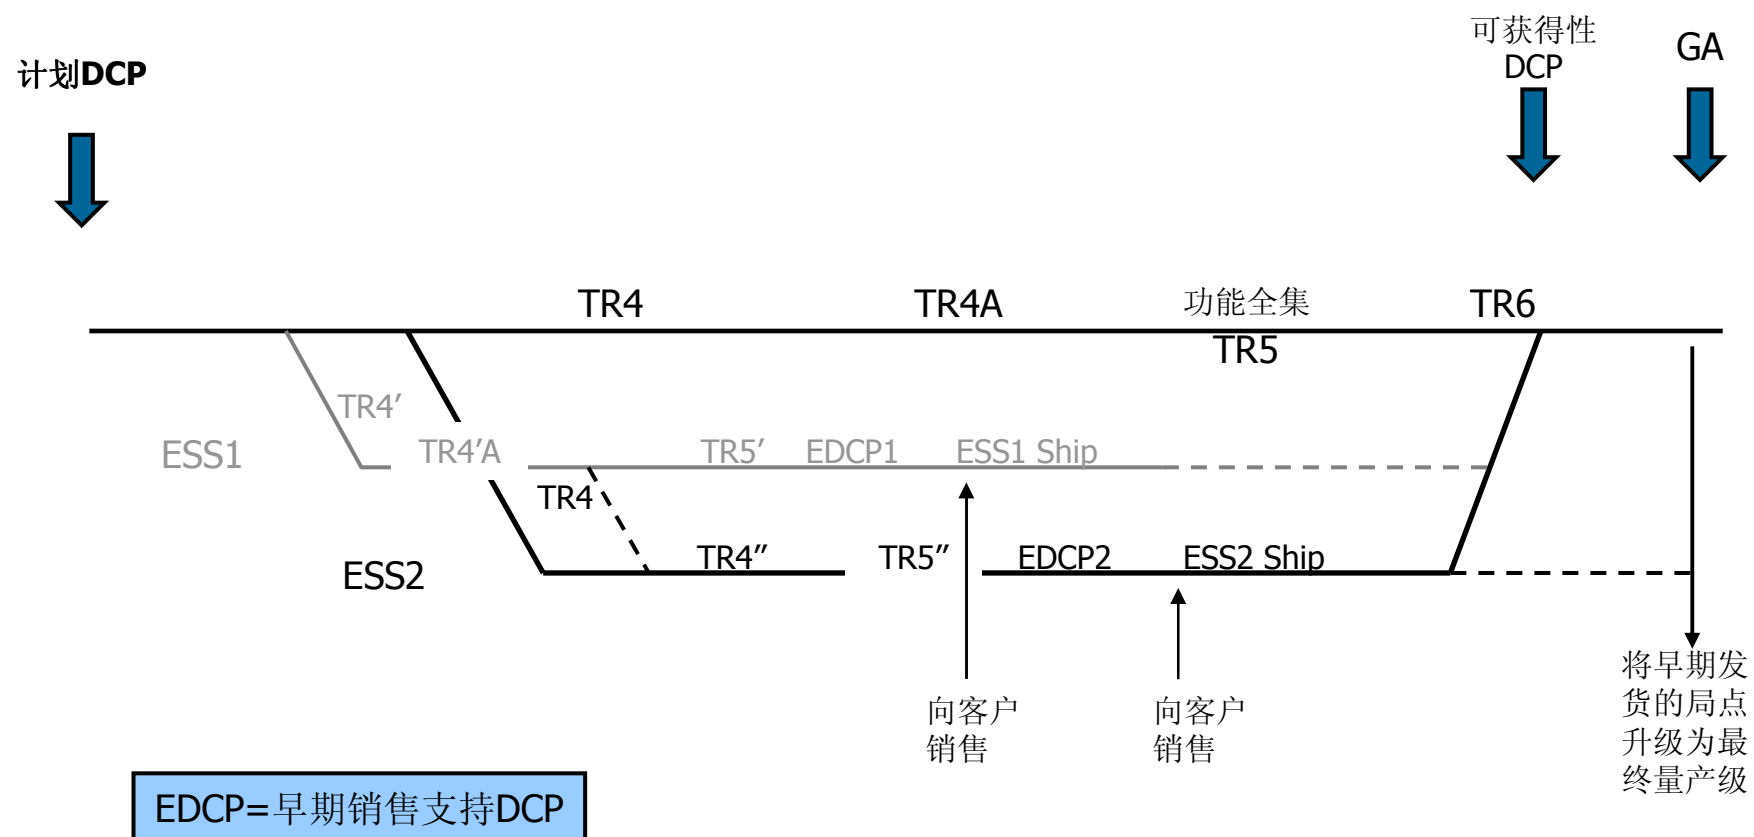 计划DCP
可获得性
DCP
GA
TR4
TR4A
功能全集
TR6
TR5
TR4′
ESS1
TR4′A
TR5′
EDCP1
ESS1 Ship
TR4
ESS2
TR4″
TR5″
EDCP2
ESS2 Ship
向客户
销售
向客户
销售
将早期发
货的局点
升级为最
终量产级
EDCP=早期销售支持DCP